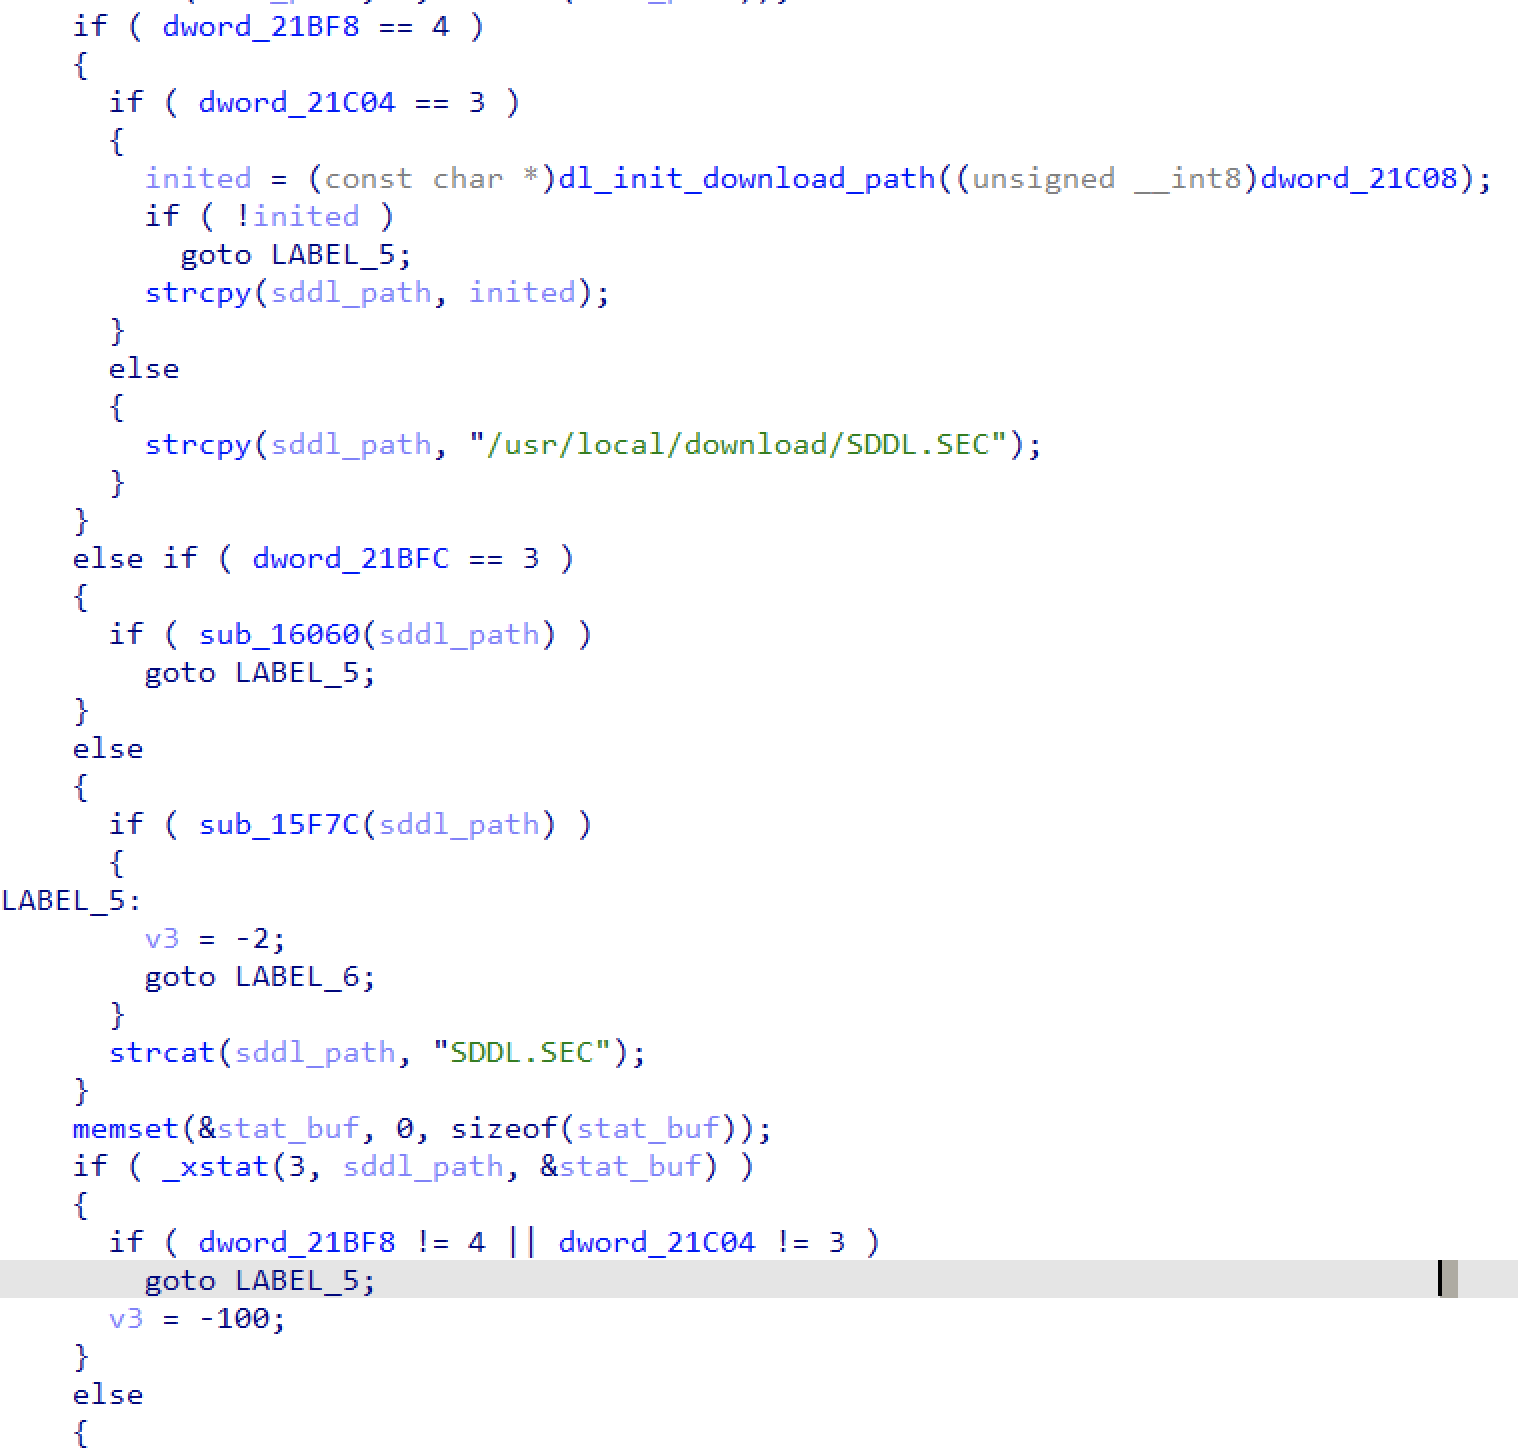 if ( dword_21BF8 == 4 )
{
if ( dword_21C04 == 3 )
{
inited = (const char *)dl_init_download_path((unsigned __int8)dword_21C08);
if ( !inited )
goto LABEL_5;
strcpy(sddl_path, inited);
}
else
{
strcpy(sddl_path, "/usr/local/download/SDDL.SEC");
}
}
else if ( dword_21BFC == 3 )
{
if ( sub_16060(sddl_path) )
goto LABEL_5;
}
else
{
if ( sub_15F7C(sddl_path) )
{
LABEL_5:
v3 = -2;
goto LABEL_6;
}
strcat(sddl_path, "SDDL.SEC");
}
memset(&stat_buf, 0, sizeof(stat_buf));
if ( _xstat(3, sddl_path, &stat_buf) )
{
if ( dword_21BF8 != 4 || dword_21C04 != 3 )
goto LABEL_5;
v3 = -100;
}
else
{